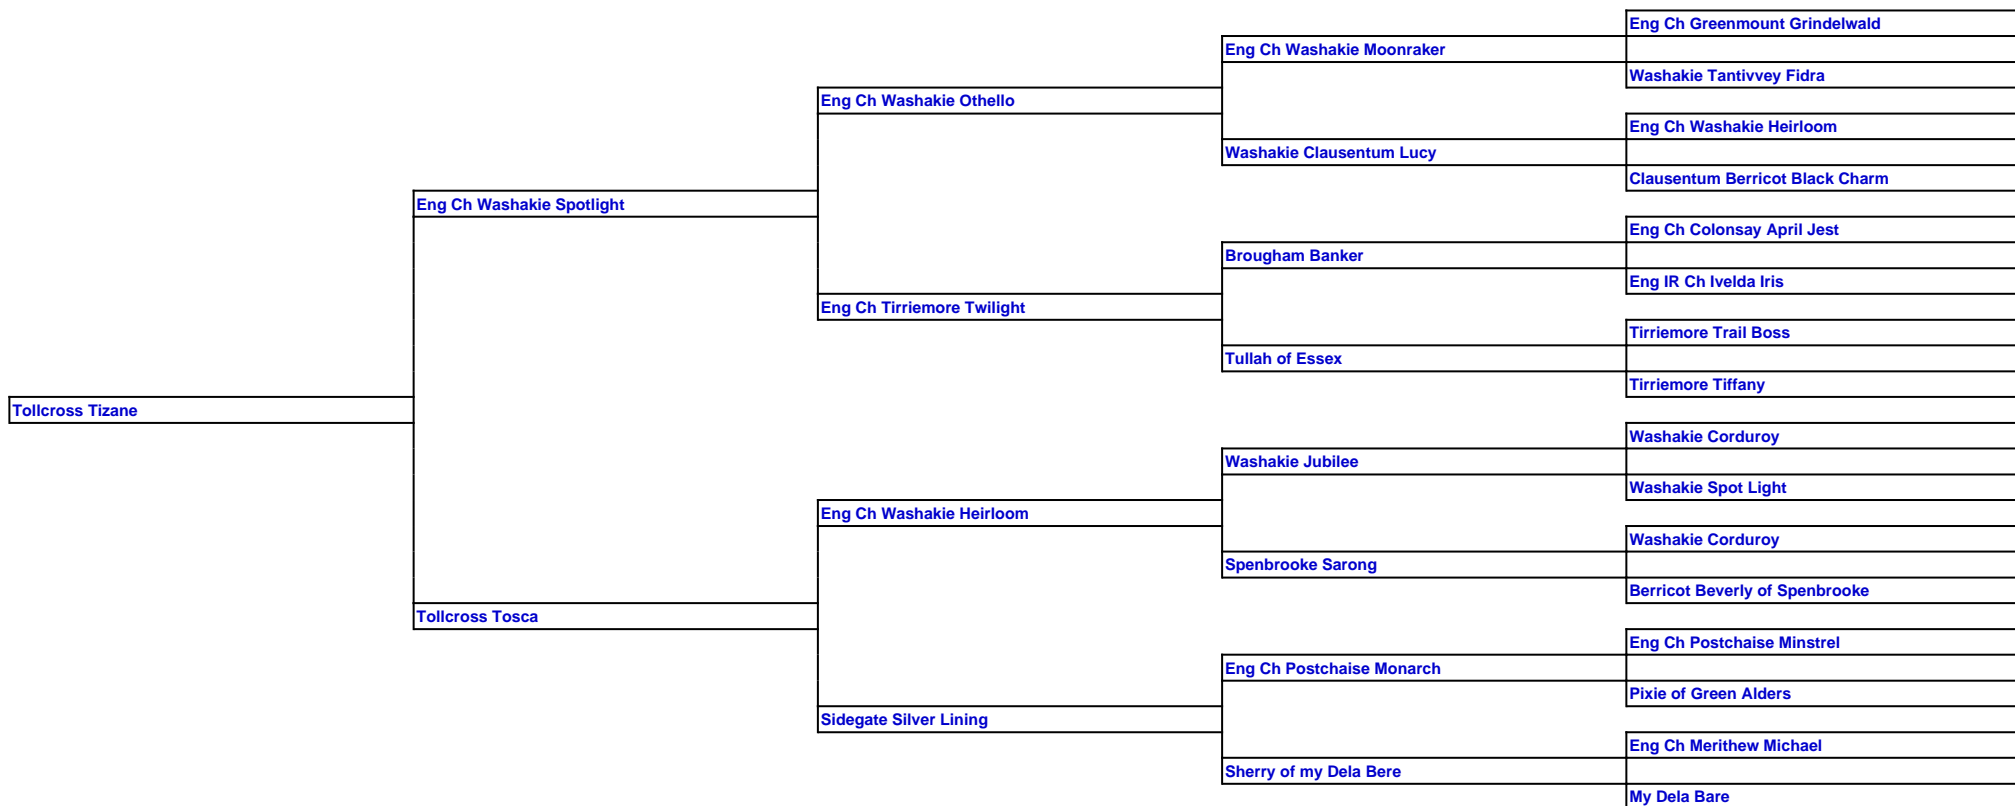 Eng Ch Greenmount Grindelwald
Eng Ch Washakie Moonraker
Washakie Tantivvey Fidra
Eng Ch Washakie Othello
Eng Ch Washakie Heirloom
Washakie Clausentum Lucy
Clausentum Berricot Black Charm
Eng Ch Washakie Spotlight
Eng Ch Colonsay April Jest
Brougham Banker
Eng IR Ch Ivelda Iris
Eng Ch Tirriemore Twilight
Tirriemore Trail Boss
Tullah of Essex
Tirriemore Tiffany
Tollcross Tizane
Washakie Corduroy
Washakie Jubilee
Washakie Spot Light
Eng Ch Washakie Heirloom
Washakie Corduroy
Spenbrooke Sarong
Berricot Beverly of Spenbrooke
Tollcross Tosca
Eng Ch Postchaise Minstrel
Eng Ch Postchaise Monarch
Pixie of Green Alders
Sidegate Silver Lining
Eng Ch Merithew Michael
Sherry of my Dela Bere
My Dela Bare